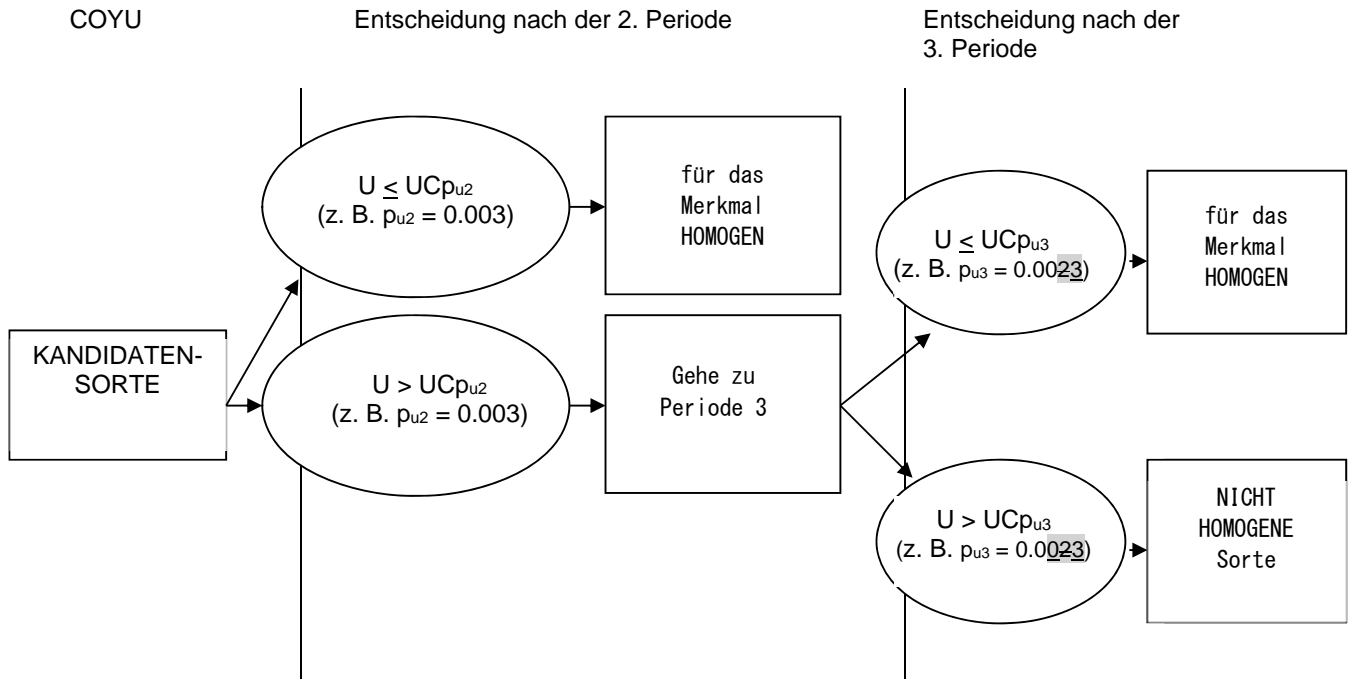 COYU
Entscheidung nach der 2. Periode
Entscheidung nach der
3. Periode
U ≤ UCpu2
(z. B. pu2 = 0.003)
für das
Merkmal
HOMOGEN
U ≤ UCpu3
(z. B. pu3 = 0.0023)
für das
Merkmal
HOMOGEN
KANDIDATEN-
SORTE
U > UCpu2
(z. B. pu2 = 0.003)
Gehe zu
Periode 3
U > UCpu3
(z. B. pu3 = 0.0023)
NICHT
HOMOGENE
Sorte